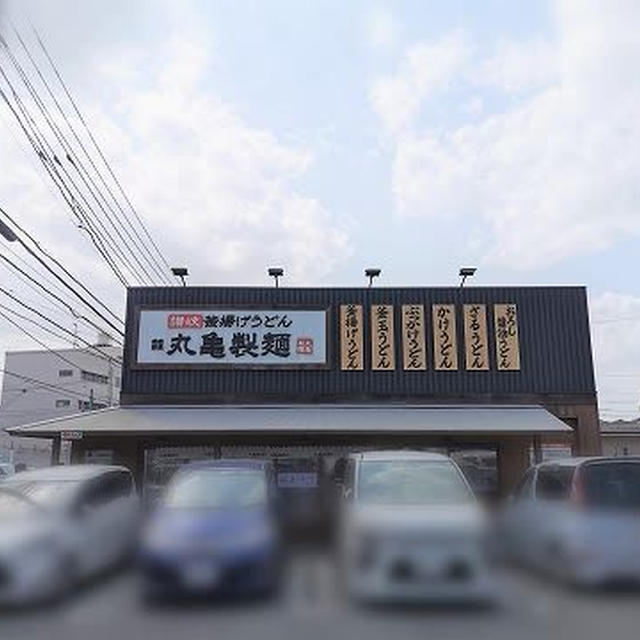 讃岐 釜揚げうどん
丸亀製麺
釜揚げうどん
釜玉うどん
ぶっかけうどん
かけうどん
ざるうどん
おろし醤油うどん